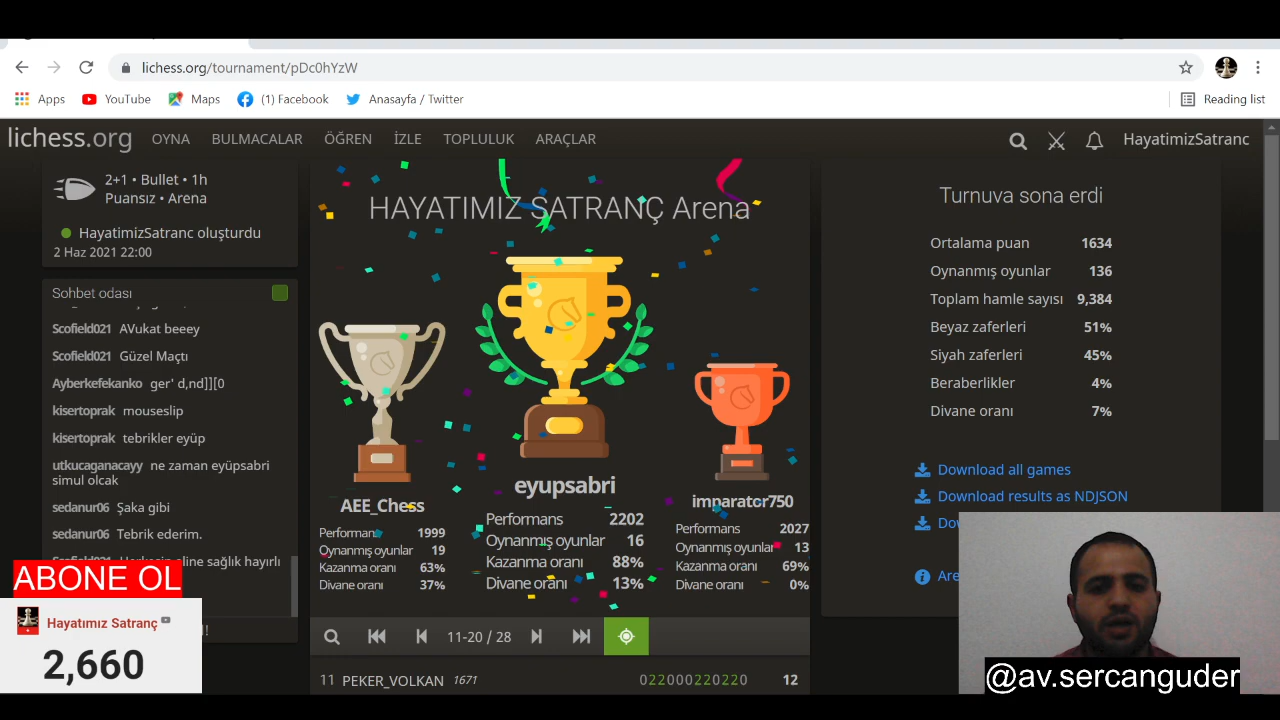 lichess.org/tournament/pDc0hYzW
Apps YouTube Maps (1) Facebook Anasayfa / Twitter Reading list
lichess.org OYNA BULMACALAR ÖĞREN İZLE TOPLULUK ARAÇLAR HayatimizSatranc
2+1 • Bullet • 1h
Puansız • Arena
HayatimizSatranc oluşturdu
2 Haz 2021 22:00
Sohbet odası
Scofield021 AVukat beeey
Scofield021 Güzel Maçtı
Ayberkefekanko ger' d,nd]][0
kisertoprak mouseslip
kisertoprak tebrikler eyüp
utkucaganacayy ne zaman eyüpsabri
simul olcak
sedanur06 Şaka gibi
sedanur06 Tebrik ederim.
eline sağlık hayırlı
ABONE OL
Hayatımız Satranç
2,660
HAYATIMIZ SATRANÇ Arena
AEE_Chess
Performans 1999
Oynanmış oyunlar 19
Kazanma oranı 63%
Divane oranı 37%
eyupsabri
Performans 2202
Oynanmış oyunlar 16
Kazanma oranı 88%
Divane oranı 13%
imparator750
Performans 2027
Oynanmış oyunlar 13
Kazanma oranı 69%
Divane oranı 0%
11-20 / 28
11 PEKER_VOLKAN 1671 022000220220 12
Turnuva sona erdi
Ortalama puan 1634
Oynanmış oyunlar 136
Toplam hamle sayısı 9,384
Beyaz zaferleri 51%
Siyah zaferleri 45%
Beraberlikler 4%
Divane oranı 7%
Download all games
Download results as NDJSON
@av.sercanguder